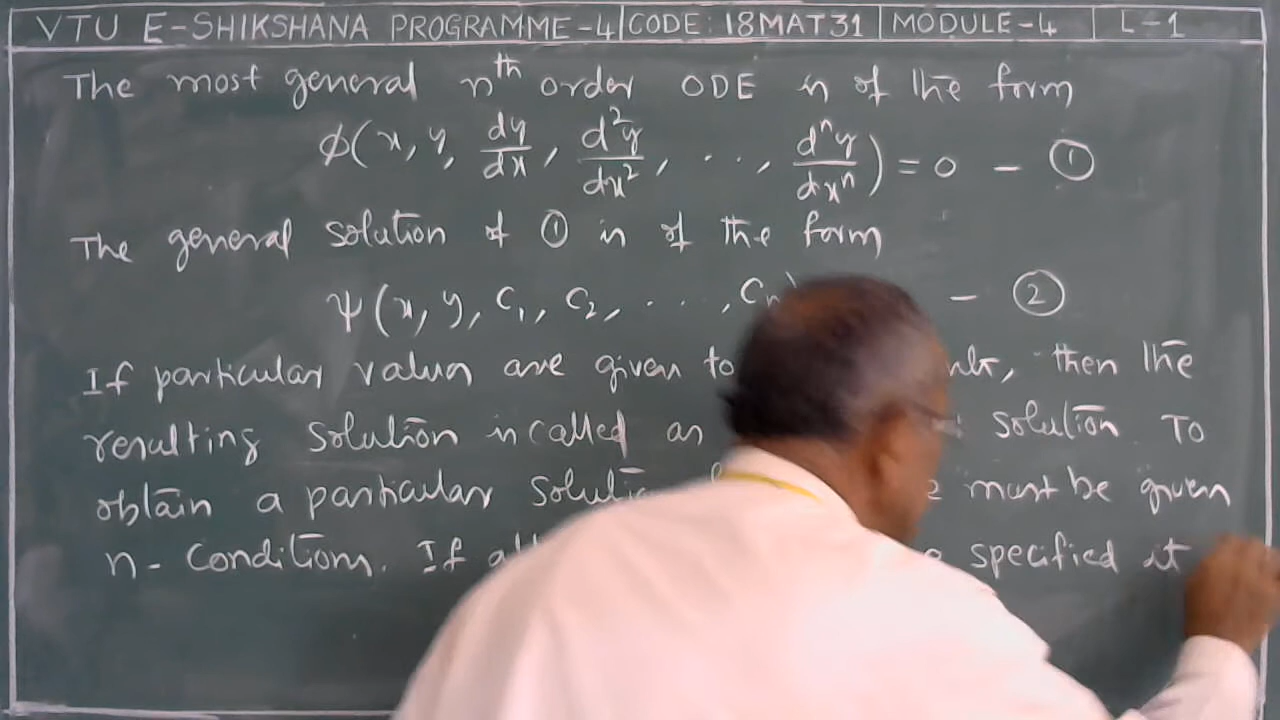 VTU E-SHIKSHANA PROGRAMME-4 | CODE: 18MAT31 | MODULE-4 | L-1
The most general nth order ODE is of the form
φ(x, y, dy/dx, d²y/dx², ..., dⁿy/dxⁿ) = 0 - ①
The general solution of ① is of the form
ψ(x, y, c₁, c₂, ..., cₙ) - ②
If particular values are given to then the
resulting solution is called as solution. To
obtain a particular must be given
n-conditions. If specified it